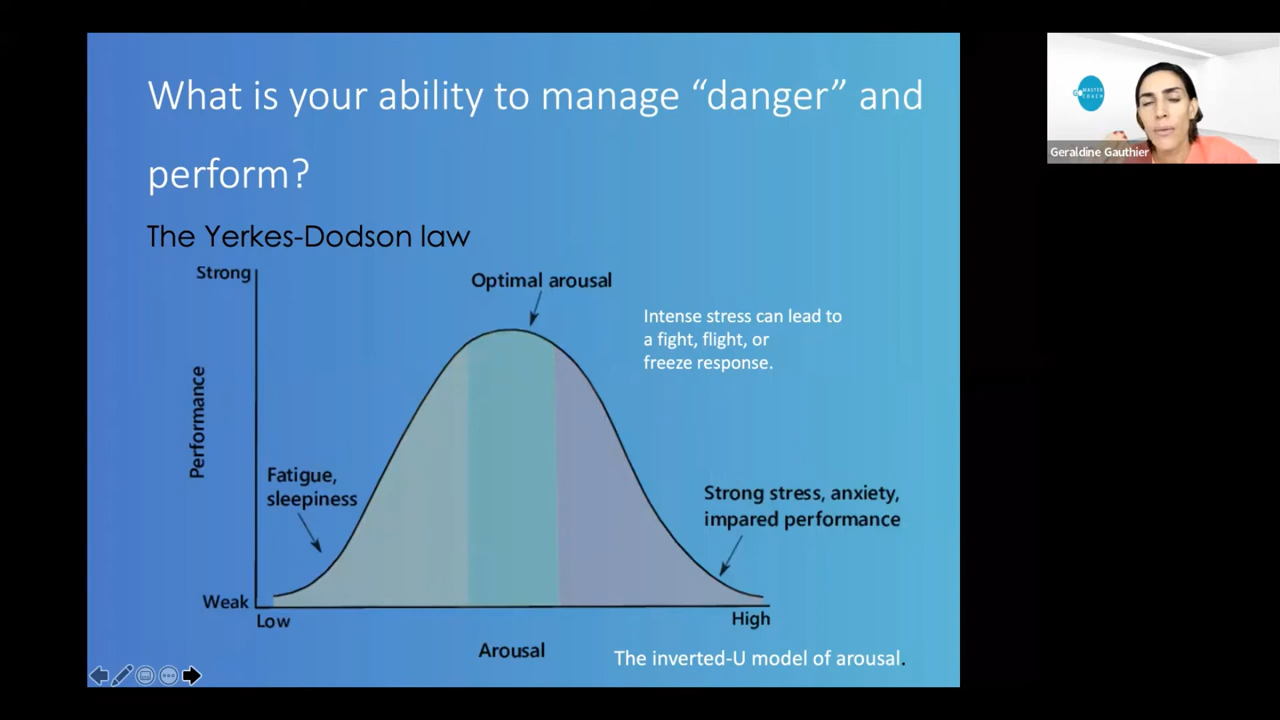 What is your ability to manage “danger” and
perform?
The Yerkes-Dodson law
Strong
Optimal arousal
Intense stress can lead to
a fight, flight, or
freeze response.
Performance
Fatigue,
sleepiness
Strong stress, anxiety,
impared performance
Weak
Low
High
Arousal
The inverted-U model of arousal.
MASTER
COACH
Geraldine Gauthier